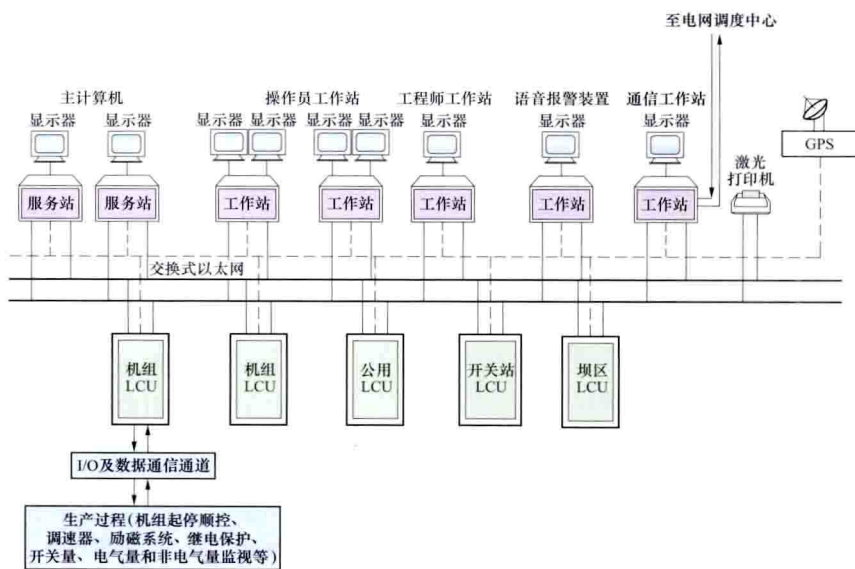 至电网调度中心
主计算机
操作员工作站
工程师工作站
语音报警装置
通信工作站
显示器
显示器
显示器
显示器
显示器
显示器
显示器
显示器
显示器
GPS
激光
打印机
服务站
服务站
工作站
工作站
工作站
工作站
工作站
交换式以太网
机组
LCU
机组
LCU
公用
LCU
开关站
LCU
坝区
LCU
I/O及数据通信通道
生产过程(机组起停顺控、
调速器、励磁系统、继电保护、
开关量、电气量和非电气量监视等)